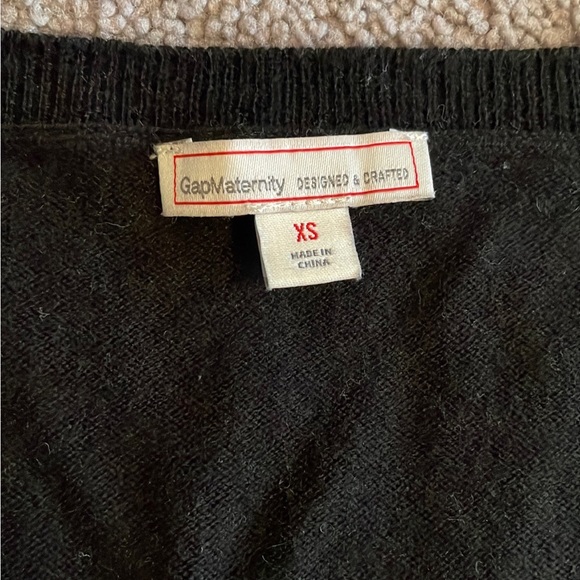 GapMaternity DESIGNED & CRAFTED
XS
MADE IN
CHINA